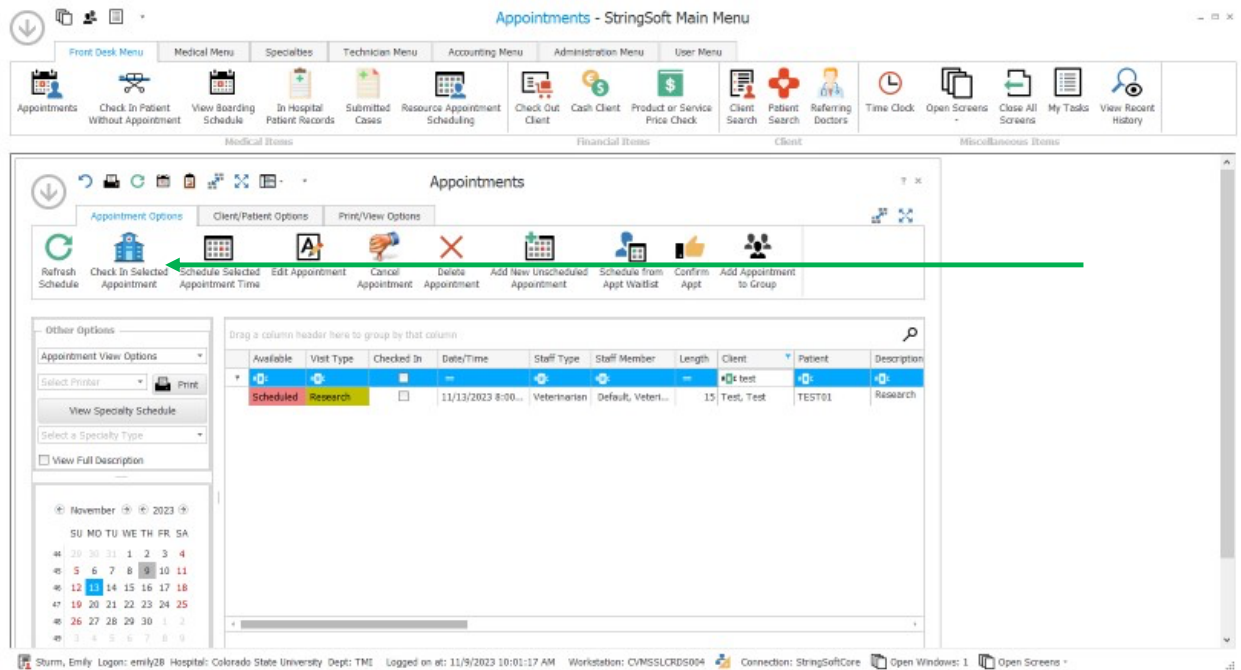 Appointments - StringSoft Main Menu
Front Desk Menu Medical Menu Specialties Technician Menu Accounting Menu Administration Menu User Menu
Appointments Check In Patient Without Appointment View Boarding Schedule In Hospital Patient Records Submitted Cases Resource Appointment Scheduling Check Out Client Cash Client Product or Service Price Check Client Search Patient Search Referring Doctors Time Clock Open Screens Close All Screens My Tasks View Recent History
Medical Items Financial Items Client Miscellaneous Items
Appointments
Appointment Options Client/Patient Options Print/View Options
Refresh Schedule Check In Selected Appointment Schedule Selected Appointment Time Edit Appointment Cancel Appointment Delete Appointment Add New Unscheduled Appointment Schedule from Appt Waitlist Confirm Appt Add Appointment to Group
Other Options
Appointment View Options
Select Printer Print
View Specialty Schedule
Select a Specialty Type
View Full Description
Drag a column header here to group by that column
Available Visit Type Checked In Date/Time Staff Type Staff Member Length Client Patient Description
test
Scheduled Research 11/13/2023 8:00... Veterinarian Default, Veteri... 15 Test, Test TEST01 Research
November 2023
SU MO TU WE TH FR SA
44 29 30 31 1 2 3 4
45 5 6 7 8 9 10 11
46 12 13 14 15 16 17 18
47 19 20 21 22 23 24 25
48 26 27 28 29 30 1 2
49 3 4 5 6 7 8 9
Sturm, Emily Logon: emily28 Hospital: Colorado State University Dept: TMI Logged on at: 11/9/2023 10:01:17 AM Workstation: CVMSSLCRDS004 Connection: StringSoftCore Open Windows: 1 Open Screens